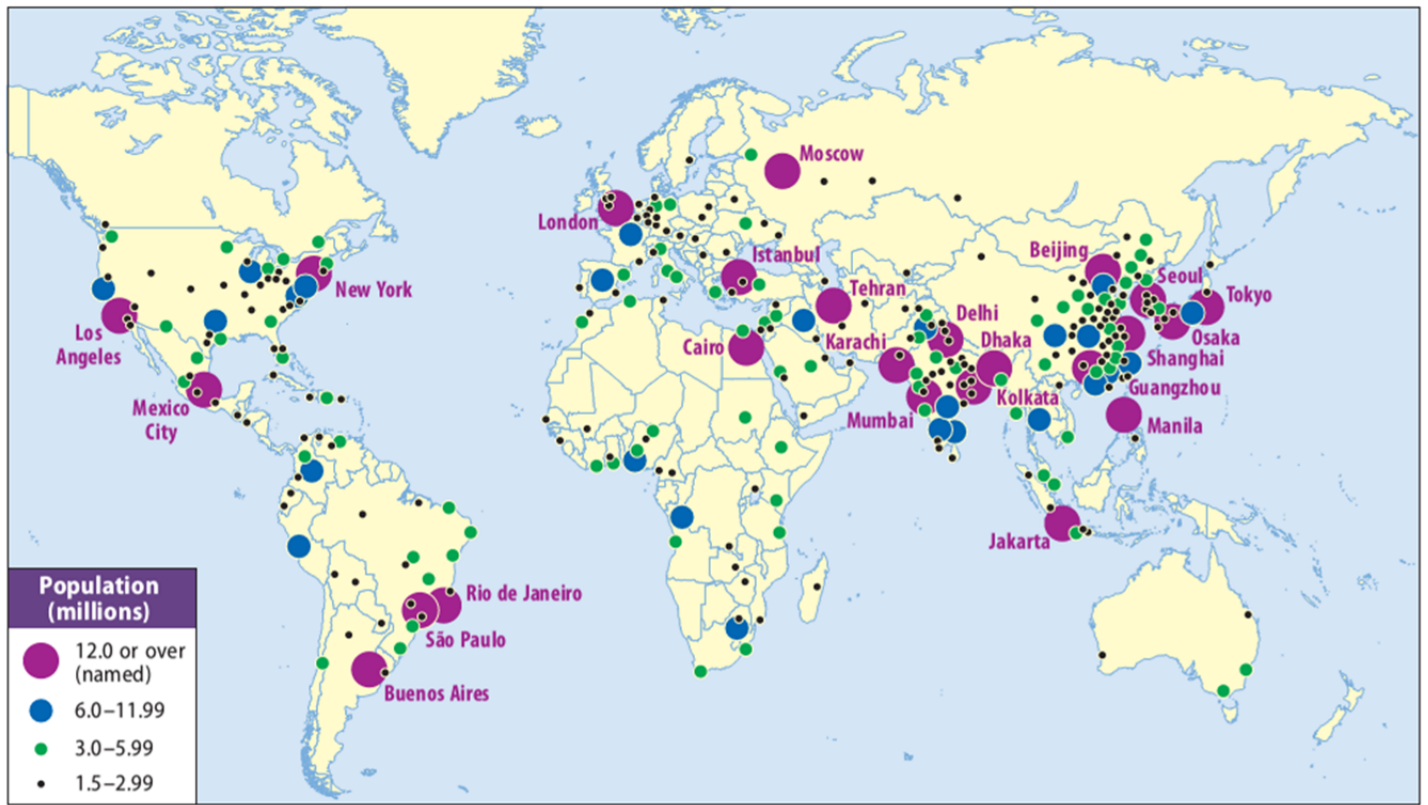 Moscow
London
Istanbul
Beijing
Seoul
Tehran
New York
Tokyo
Delhi
Los
Angeles
Cairo
Karachi
Dhaka
Osaka
Shanghai
Guangzhou
Kolkata
Mexico
City
Mumbai
Manila
Jakarta
Rio de Janeiro
São Paulo
Buenos Aires
Population
(millions)
12.0 or over
(named)
6.0–11.99
3.0–5.99
1.5–2.99